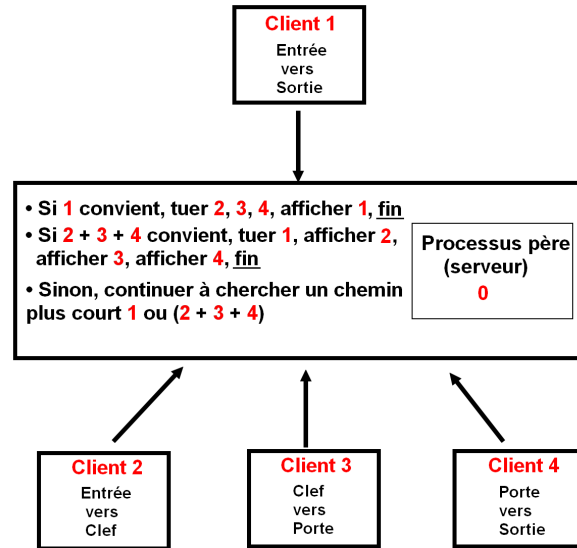 Client 1
Entrée
vers
Sortie
• Si 1 convient, tuer 2, 3, 4, afficher 1, fin
• Si 2 + 3 + 4 convient, tuer 1, afficher 2,
afficher 3, afficher 4, fin
• Sinon, continuer à chercher un chemin
plus court 1 ou (2 + 3 + 4)
Processus père
(serveur)
0
Client 2
Entrée
vers
Clef
Client 3
Clef
vers
Porte
Client 4
Porte
vers
Sortie